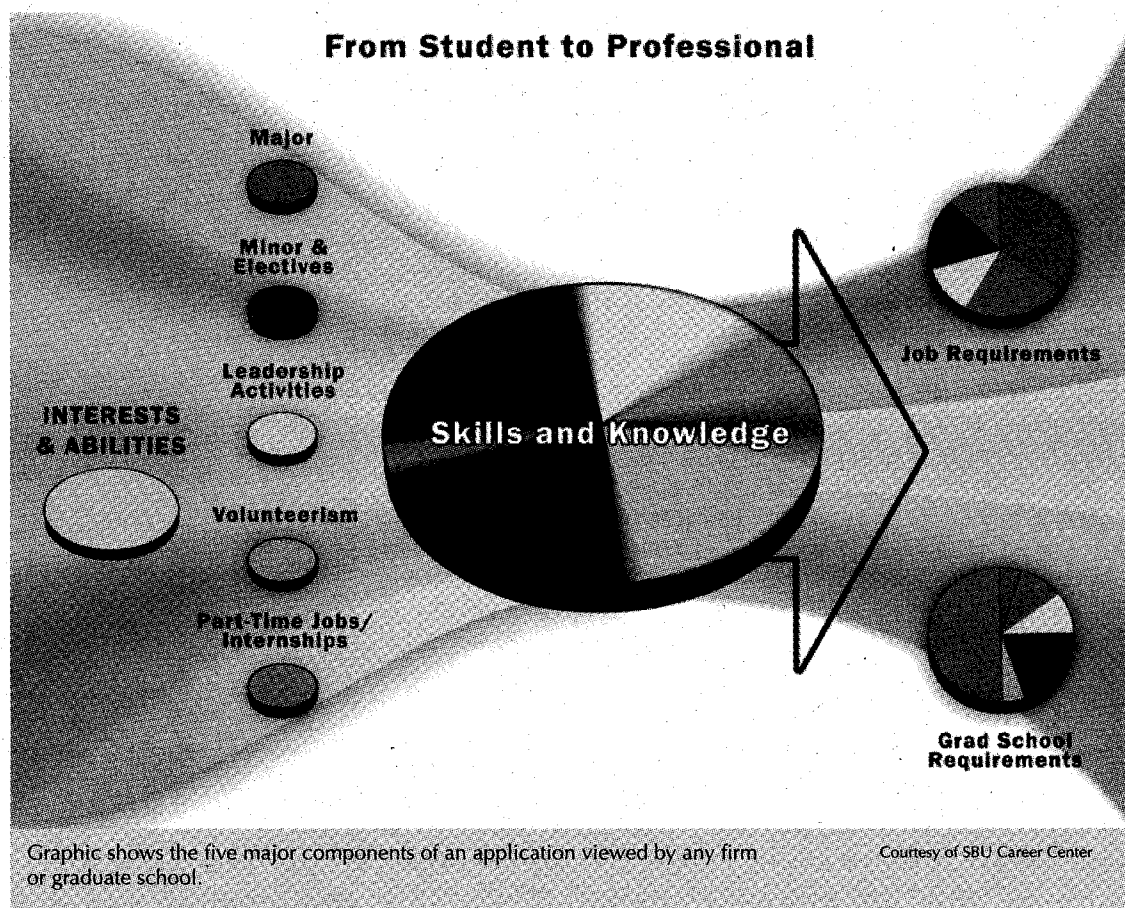 From Student to Professional
Major
Minor &
Electives
Leadership
Activities
INTERESTS
& ABILITIES
Volunteerism
Part-Time Jobs/
Internships
Skills and Knowledge
Job Requirements
Grad School
Requirements
Graphic shows the five major components of an application viewed by any firm
or graduate school.
Courtesy of SBU Career Center